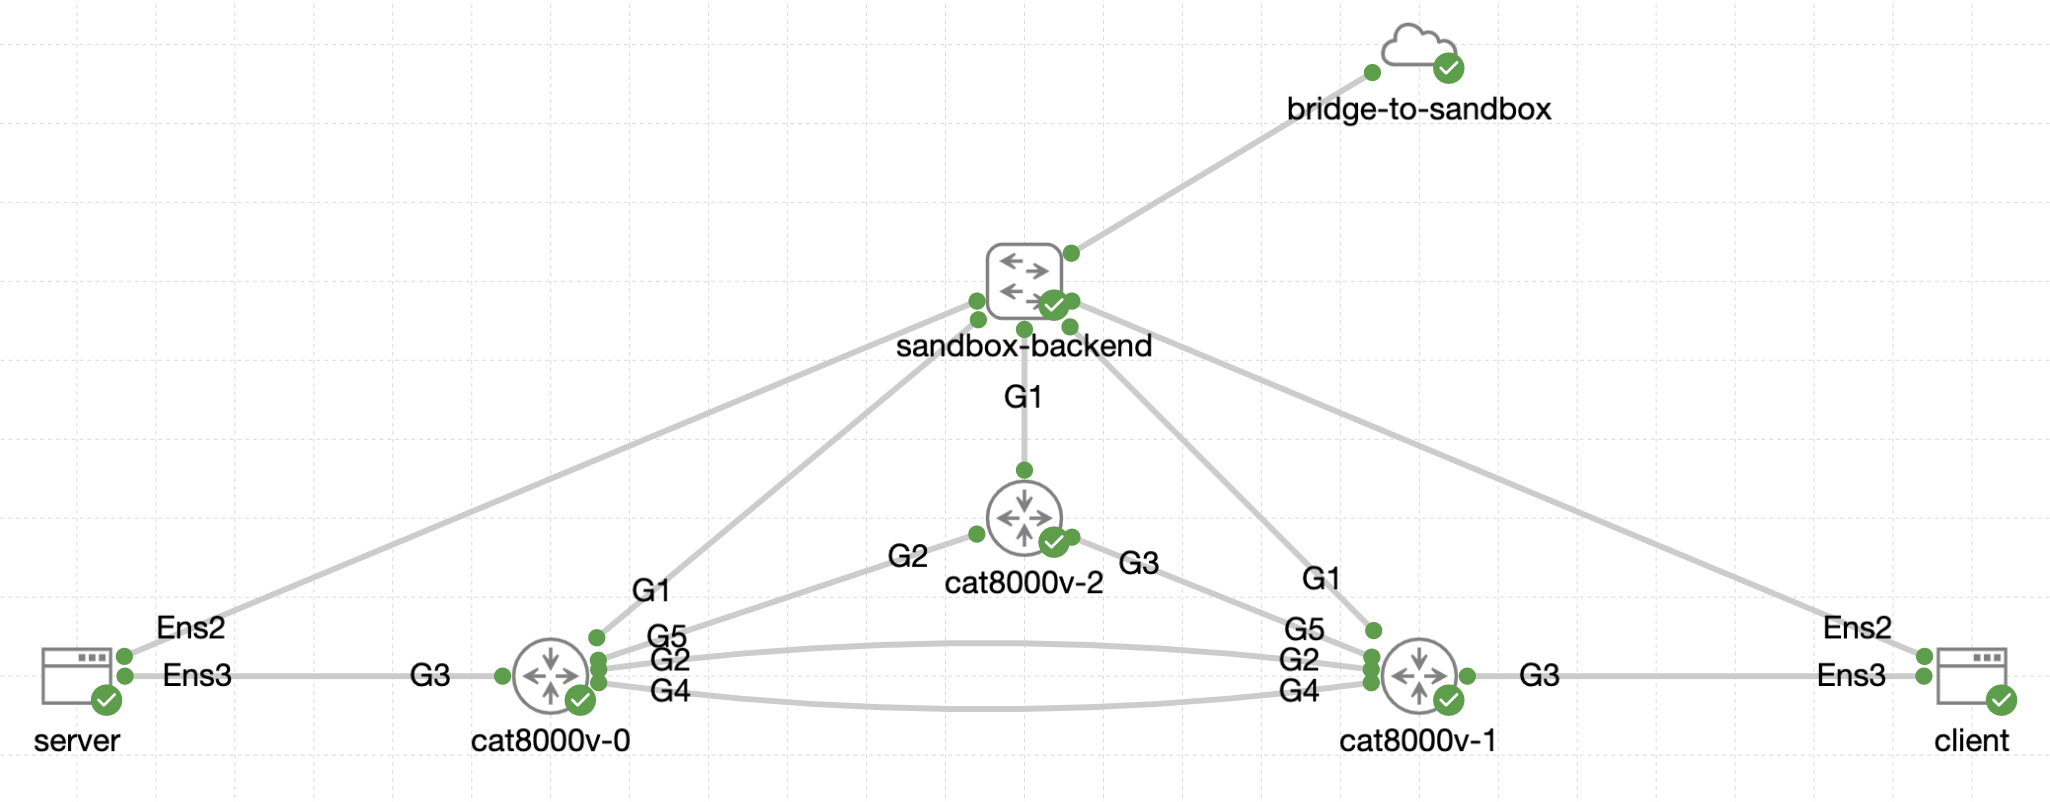 bridge-to-sandbox
sandbox-backend
G1
G2
G3
cat8000v-2
G1
G1
Ens2
G5
G5
Ens2
Ens3
G3
G2
G2
G3
Ens3
G4
G4
server
cat8000v-0
cat8000v-1
client